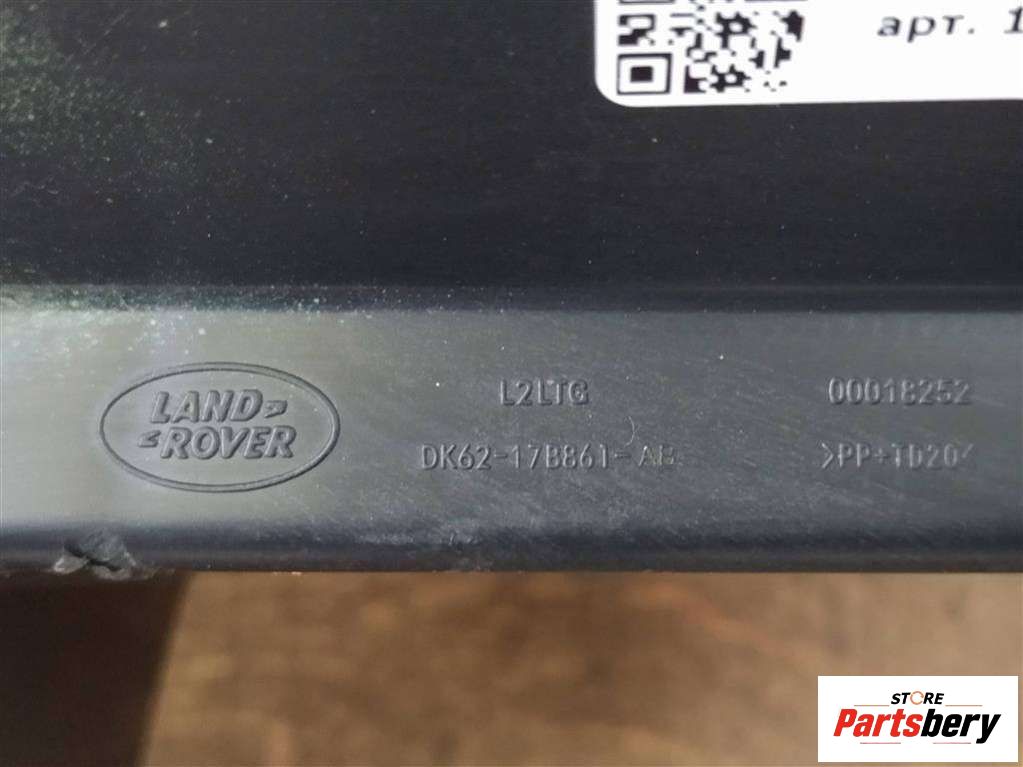 арт. 1
LAND
ROVER
L2LTG
00018252
DK62-17B861-AB
>PP+TD20<
STORE
Partsbery